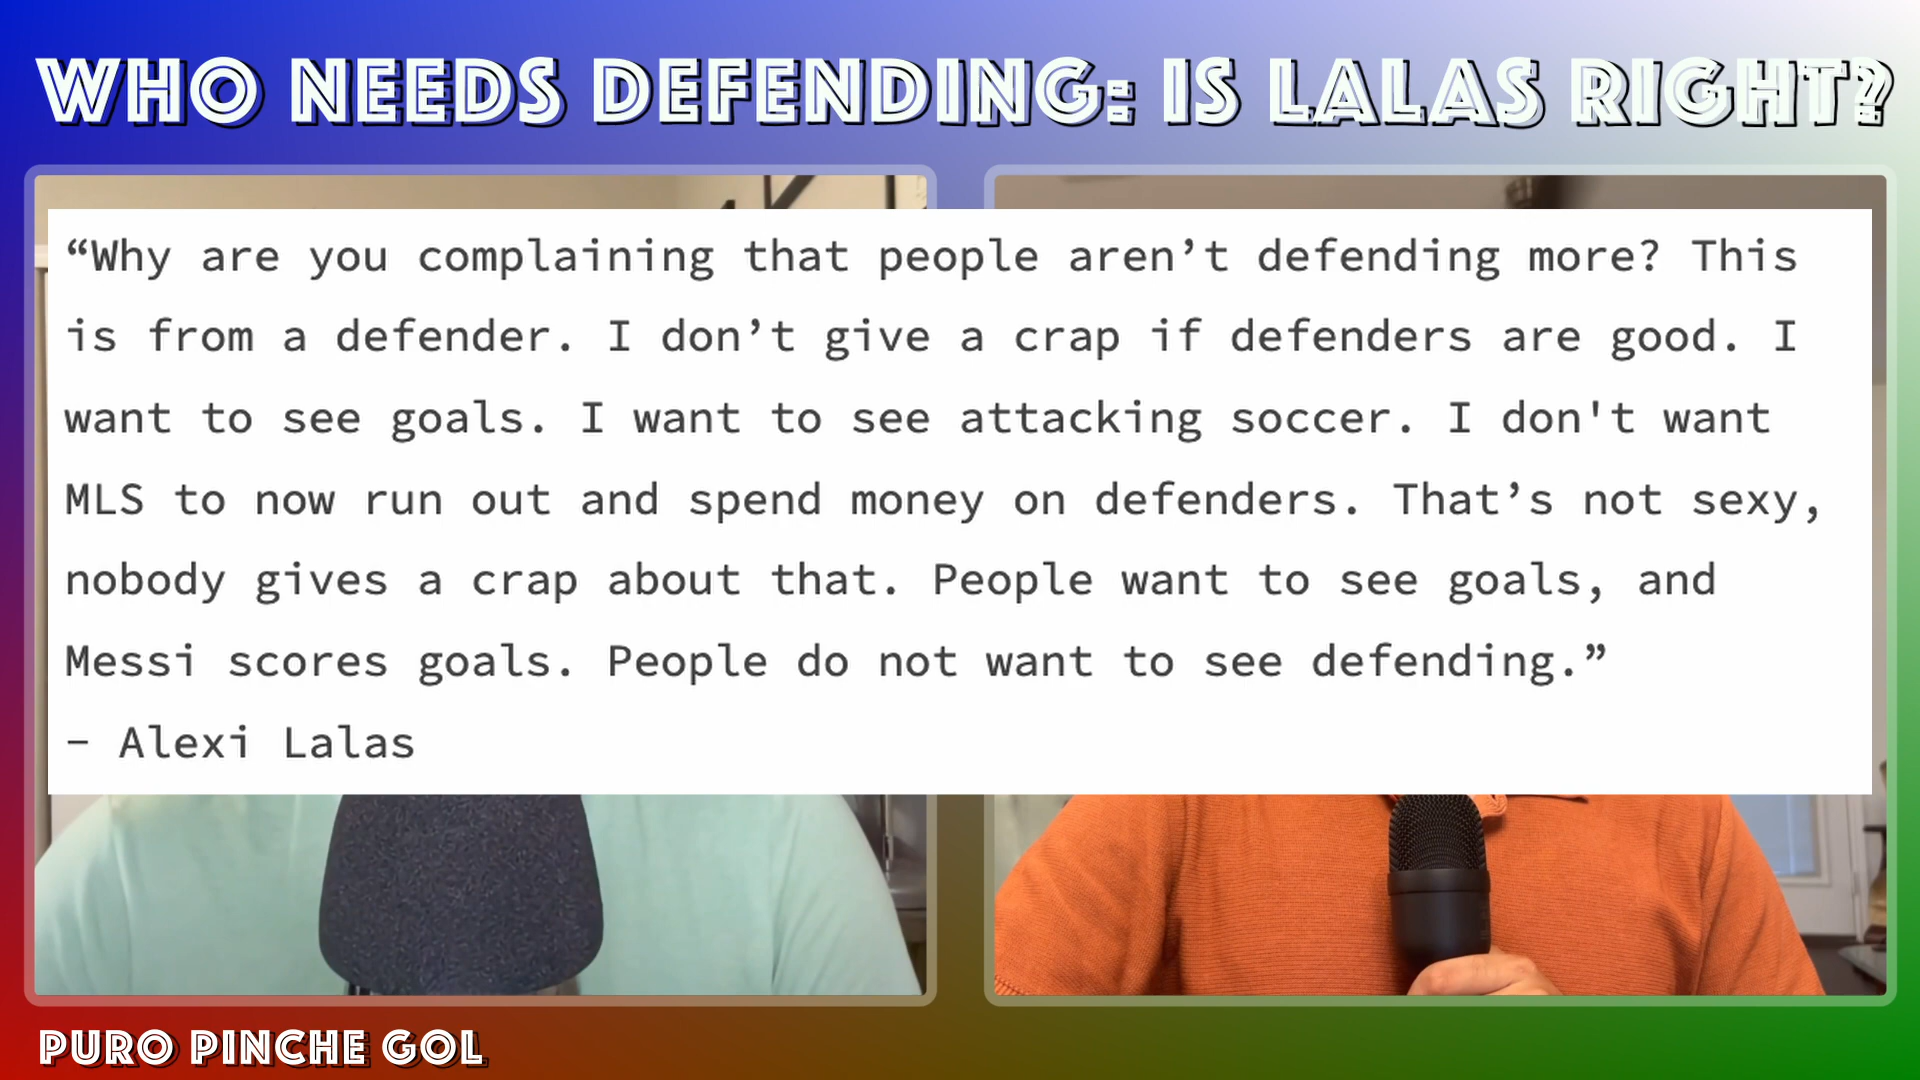 WHO NEEDS DEFENDING: IS LALAS RIGHT?
“Why are you complaining that people aren’t defending more? This
is from a defender. I don’t give a crap if defenders are good. I
want to see goals. I want to see attacking soccer. I don't want
MLS to now run out and spend money on defenders. That’s not sexy,
nobody gives a crap about that. People want to see goals, and
Messi scores goals. People do not want to see defending.”
– Alexi Lalas
PURO PINCHE GOL